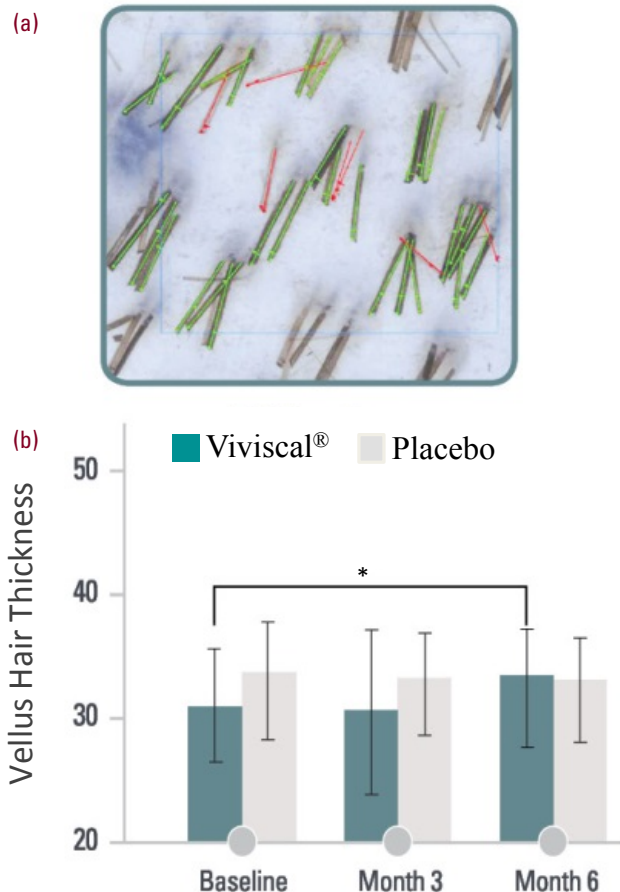 (a)
(b)
Viviscal® Placebo
Vellus Hair Thickness
50
*
40
30
20
Baseline Month 3 Month 6